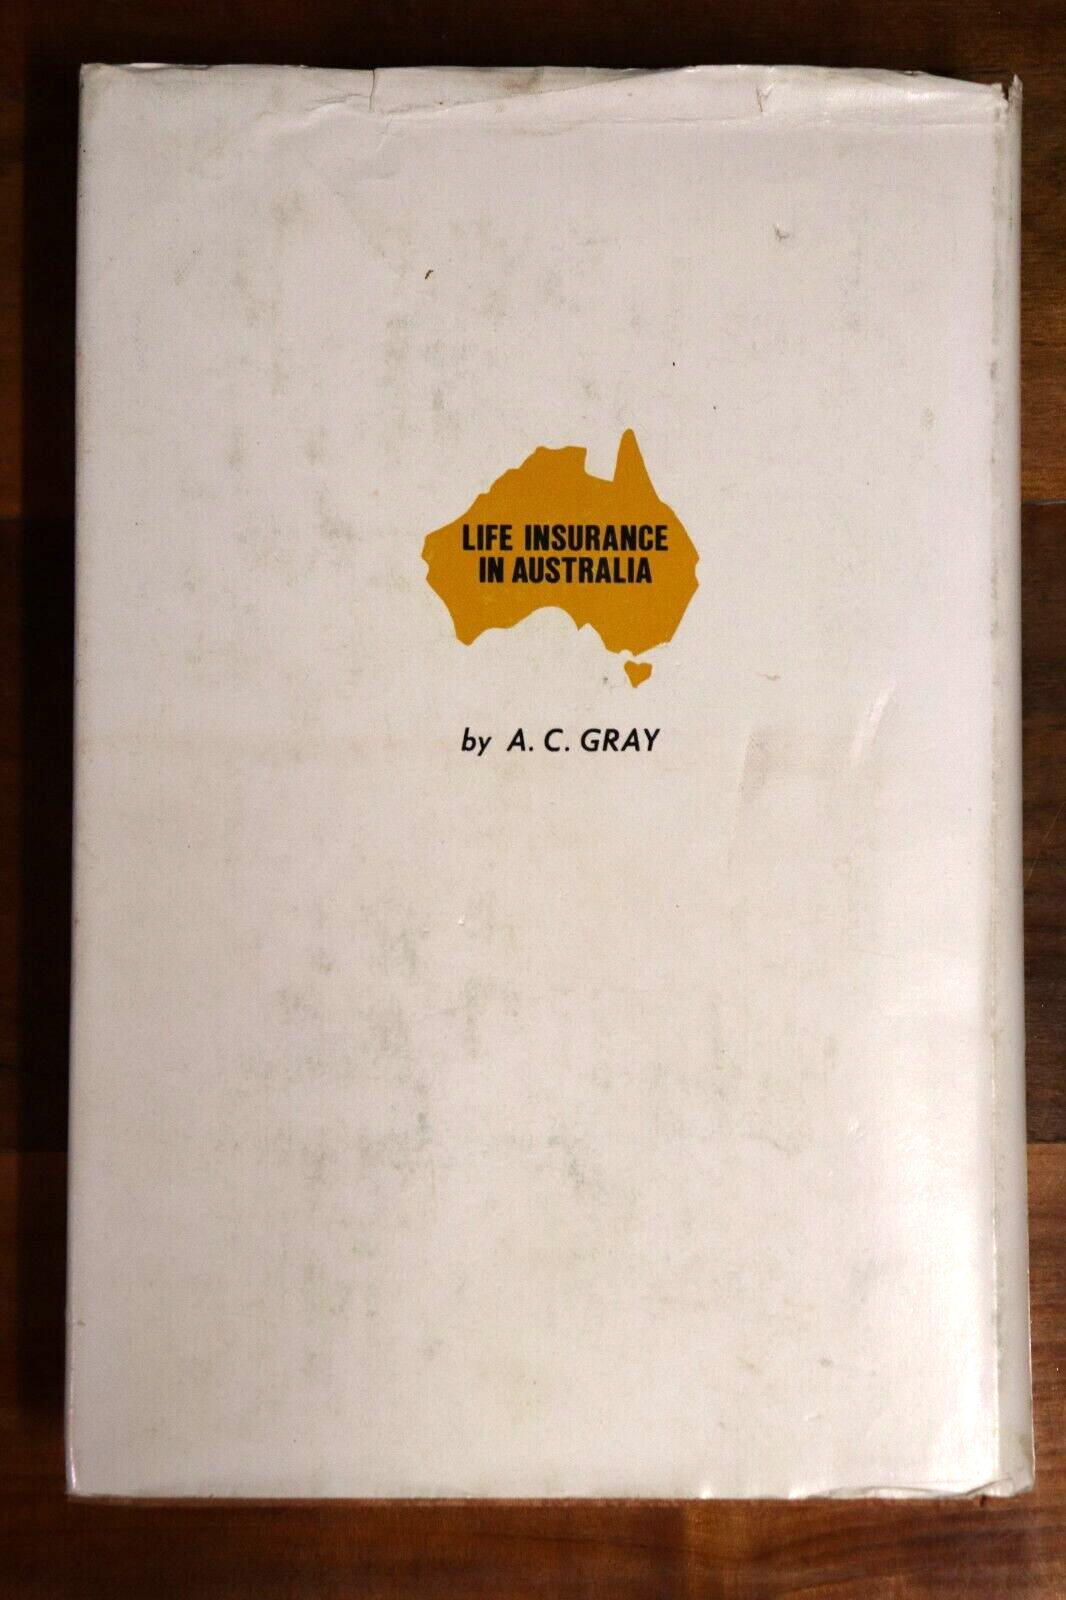 LIFE INSURANCE
IN AUSTRALIA
by A. C. GRAY